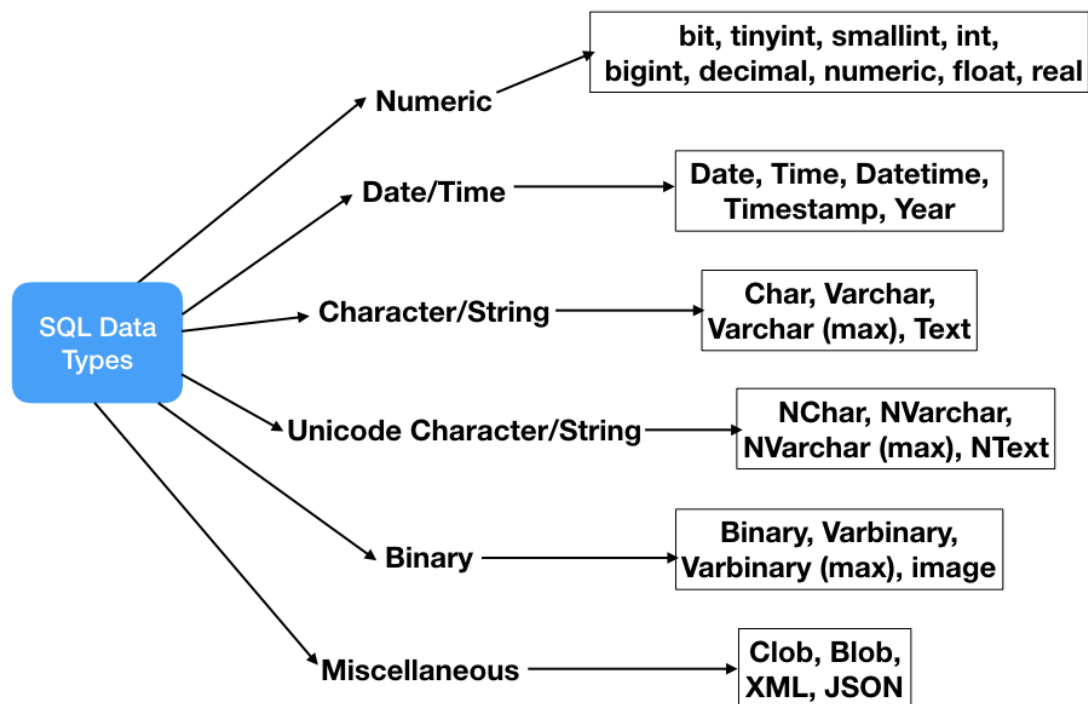 bit, tinyint, smallint, int,
bigint, decimal, numeric, float, real
Numeric
Date/Time
Date, Time, Datetime,
Timestamp, Year
SQL Data
Types
Character/String
Char, Varchar,
Varchar (max), Text
Unicode Character/String
NChar, NVarchar,
NVarchar (max), NText
Binary
Binary, Varbinary,
Varbinary (max), image
Miscellaneous
Clob, Blob,
XML, JSON